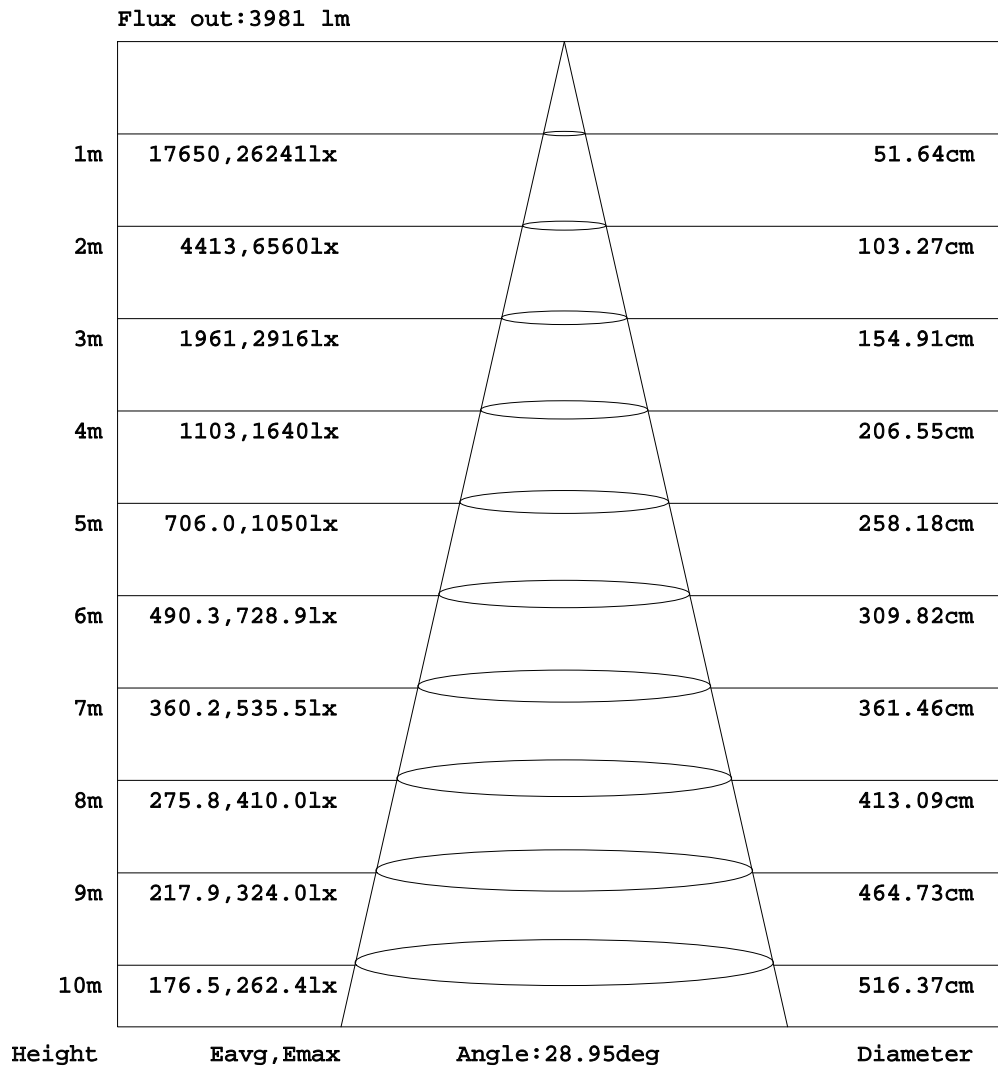 Flux out:3981 lm
1m 17650,26241lx 51.64cm
2m 4413,6560lx 103.27cm
3m 1961,2916lx 154.91cm
4m 1103,1640lx 206.55cm
5m 706.0,1050lx 258.18cm
6m 490.3,728.9lx 309.82cm
7m 360.2,535.5lx 361.46cm
8m 275.8,410.0lx 413.09cm
9m 217.9,324.0lx 464.73cm
10m 176.5,262.4lx 516.37cm
Height Eavg,Emax Angle:28.95deg Diameter